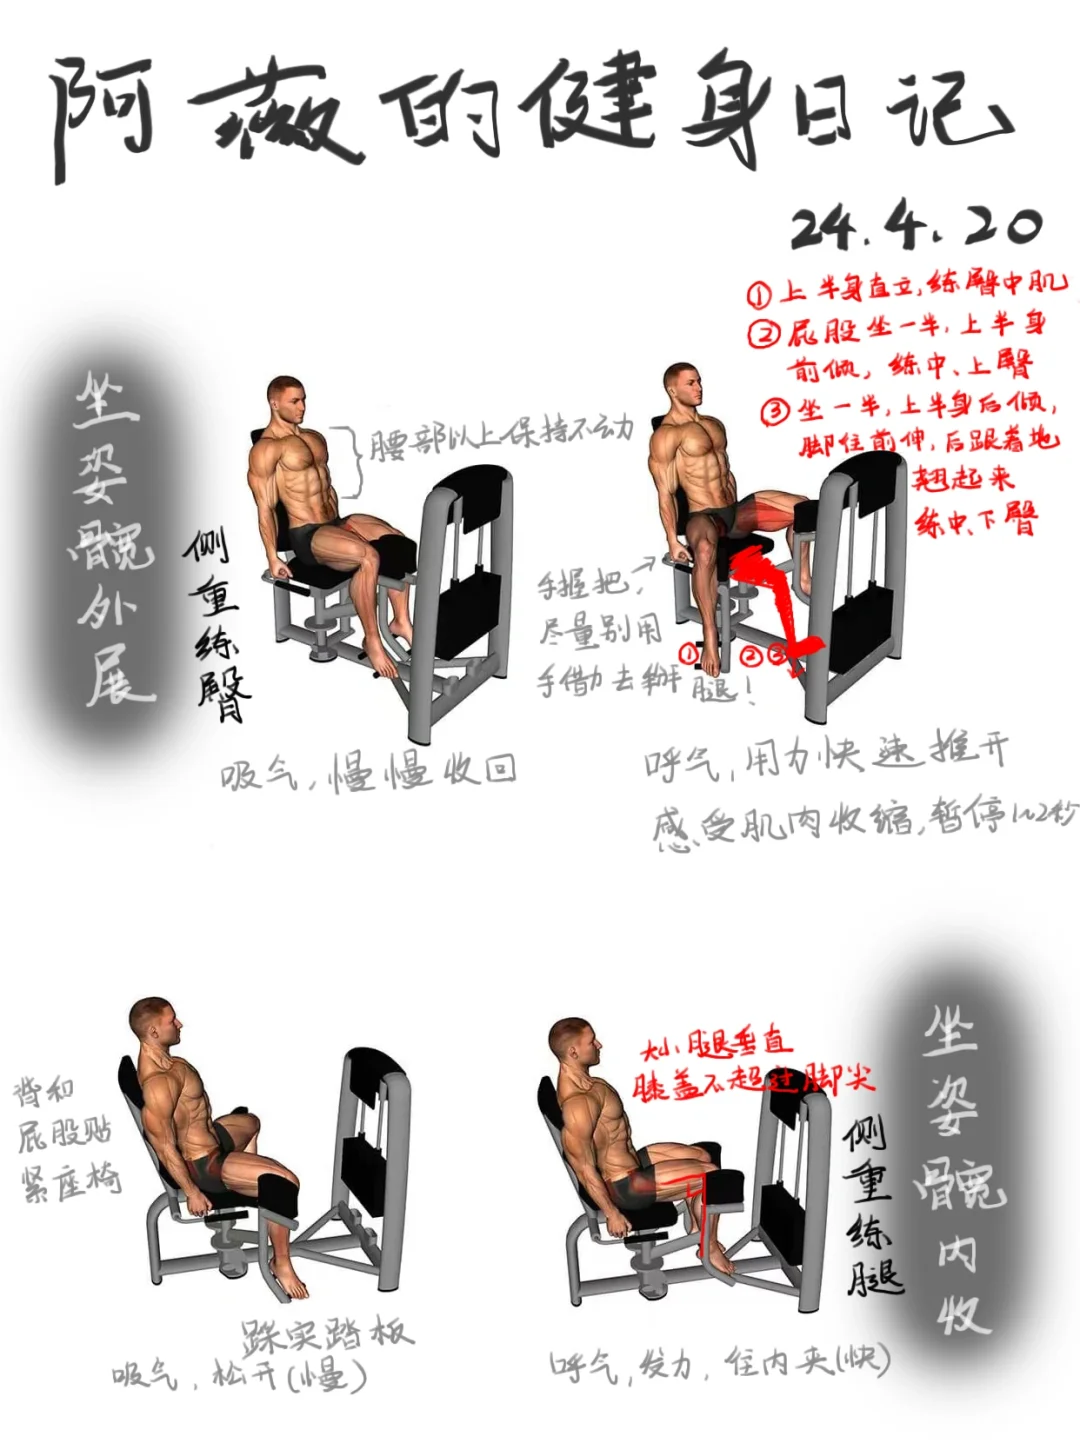 阿薇的健身日记
24.4.20
①上半身直立,练臀中肌
②屁股坐一半,上半身
前倾,练中、上臀
③坐一半,上半身后倾,
脚往前伸,后跟着地
翘起来
练中、下臀
坐姿髋外展
侧重练臀
腰部以上保持不动
手握把,
尽量别用
手借力去掰腿!
① ② ③
吸气,慢慢收回
呼气,用力快速推开
感受肌肉收缩,暂停1~2秒
背和
屁股贴
紧座椅
大小腿垂直
膝盖不超过脚尖
坐姿髋内收
侧重练腿
踩实踏板
吸气,松开(慢)
呼气,发力,往内夹(快)